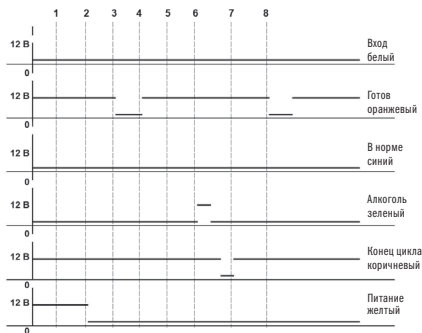 1 2 3 4 5 6 7 8
12 В
Вход
белый
0
12 В
Готов
оранжевый
0
12 В
В норме
синий
0
12 В
Алкоголь
зеленый
0
12 В
Конец цикла
коричневый
0
12 В
Питание
желтый
0